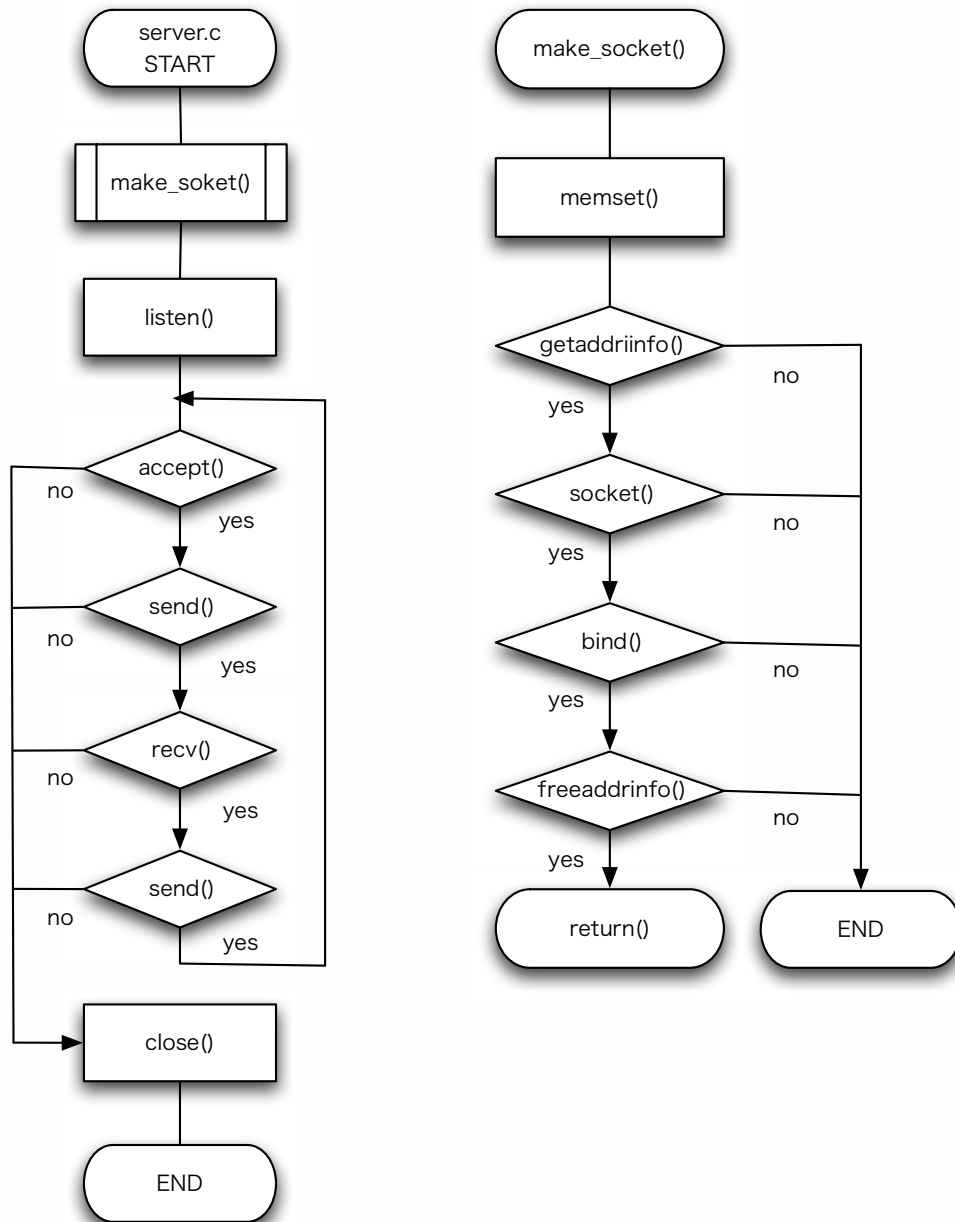 server.c
START
make_soket()
listen()
accept()
no
yes
send()
no
yes
recv()
no
yes
send()
no
yes
close()
END
make_socket()
memset()
getaddriinfo()
no
yes
socket()
no
yes
bind()
no
yes
freeaddrinfo()
no
yes
return()
END